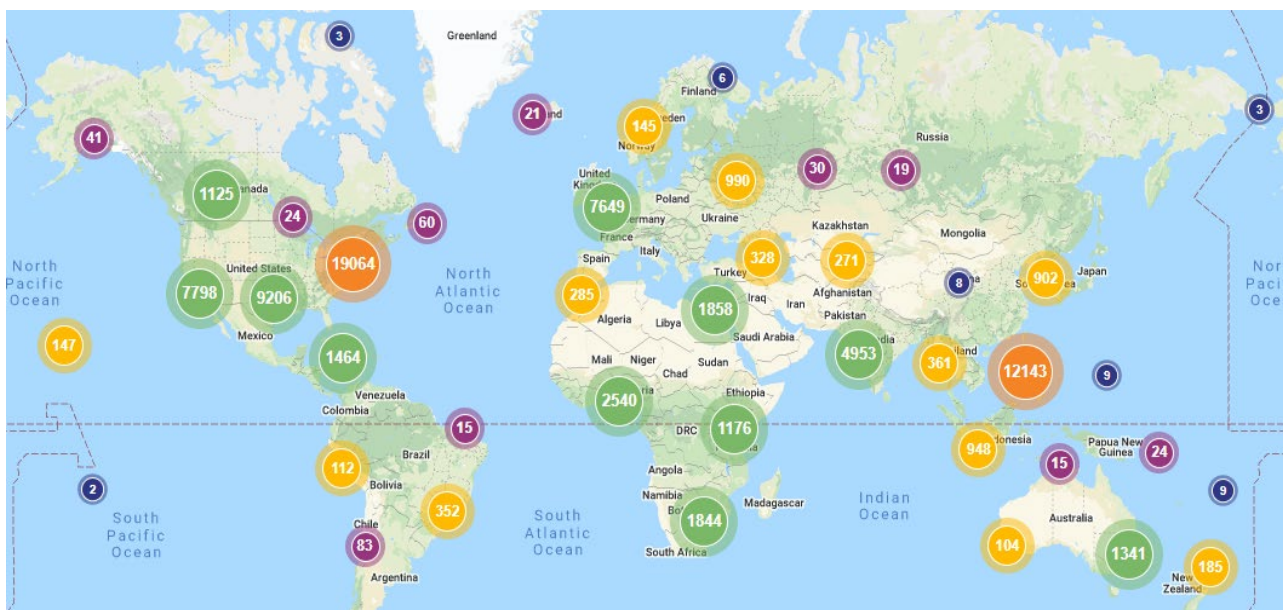 3
Greenland
6
Finland
3
21
145
Norway
Russia
41
30
19
990
1125
United
7649
Poland
Germany
Ukraine
24
60
France
Kazakhstan
Mongolia
Italy
19064
North
Pacific
Ocean
United States
North
Atlantic
Ocean
Spain
328
Turkey
271
8
902
Japan
7798
9206
285
1858
Iraq
Iran
Afghanistan
Algeria
Libya
Pakistan
Mexico
Saudi Arabia
147
1464
4953
361
12143
9
Mali
Niger
Chad
Sudan
Venezuela
2540
Ethiopia
Colombia
15
DRC
1176
948
Papua New
Guinea
24
15
112
Brazil
Bolivia
Angola
2
352
Namibia
Madagascar
Indian
Ocean
9
South
Pacific
Ocean
Chile
South
Atlantic
Ocean
1844
Australia
83
South Africa
104
1341
185
Argentina
New
Zealand